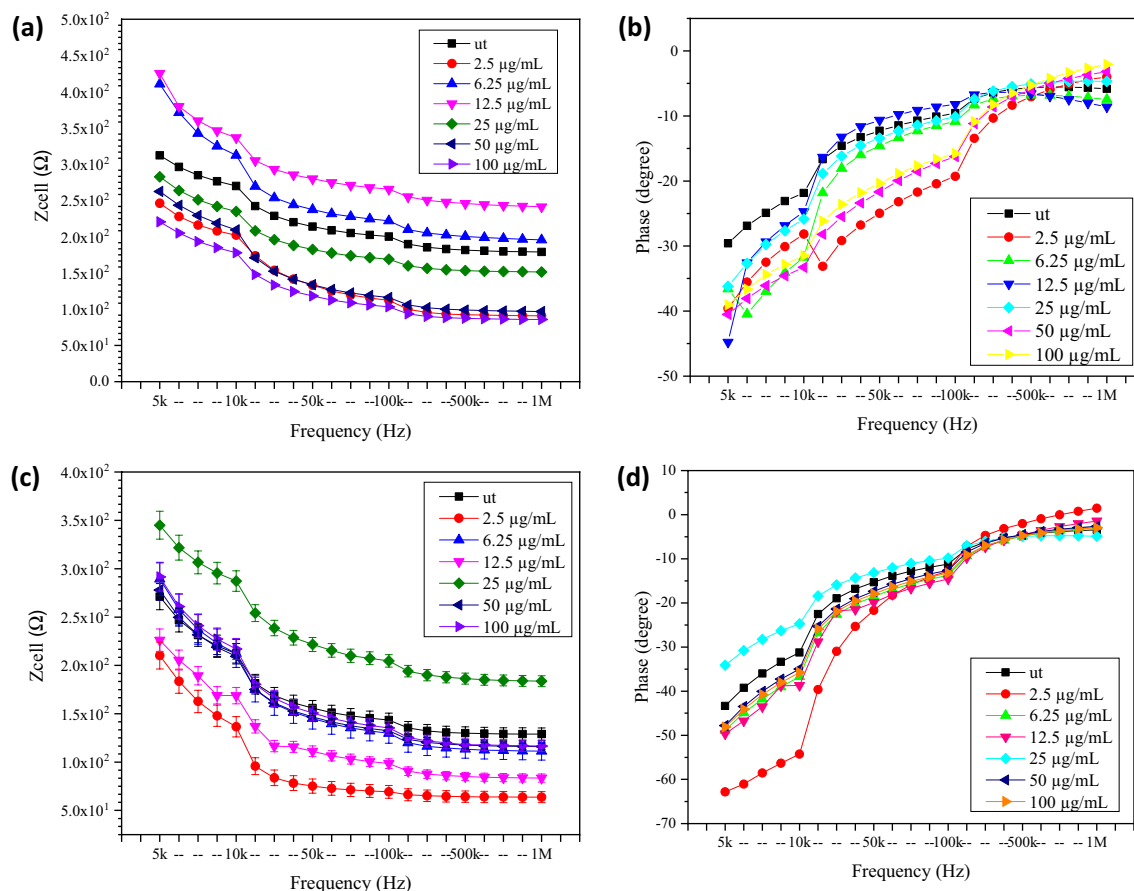 (a)
5.0x10²
4.5x10²
4.0x10²
3.5x10²
3.0x10²
2.5x10²
2.0x10²
1.5x10²
1.0x10²
5.0x10¹
0.0
Zcell (Ω)
ut
2.5 µg/mL
6.25 µg/mL
12.5 µg/mL
25 µg/mL
50 µg/mL
100 µg/mL
5k -- -- -- 10k -- -- -- 50k -- -- -- 100k -- -- -- 500k -- -- -- 1M
Frequency (Hz)
(b)
0
-10
-20
-30
-40
-50
Phase (degree)
ut
2.5 µg/mL
6.25 µg/mL
12.5 µg/mL
25 µg/mL
50 µg/mL
100 µg/mL
5k -- -- -- 10k -- -- -- 50k -- -- -- 100k -- -- -- 500k -- -- -- 1M
Frequency (Hz)
(c)
4.0x10²
3.5x10²
3.0x10²
2.5x10²
2.0x10²
1.5x10²
1.0x10²
5.0x10¹
Zcell (Ω)
ut
2.5 µg/mL
6.25 µg/mL
12.5 µg/mL
25 µg/mL
50 µg/mL
100 µg/mL
5k -- -- -- 10k -- -- -- 50k -- -- -- 100k -- -- -- 500k -- -- -- 1M
Frequency (Hz)
(d)
10
0
-10
-20
-30
-40
-50
-60
-70
Phase (degree)
ut
2.5 µg/mL
6.25 µg/mL
12.5 µg/mL
25 µg/mL
50 µg/mL
100 µg/mL
5k -- -- -- 10k -- -- -- 50k -- -- -- 100k -- -- -- 500k -- -- -- 1M
Frequency (Hz)